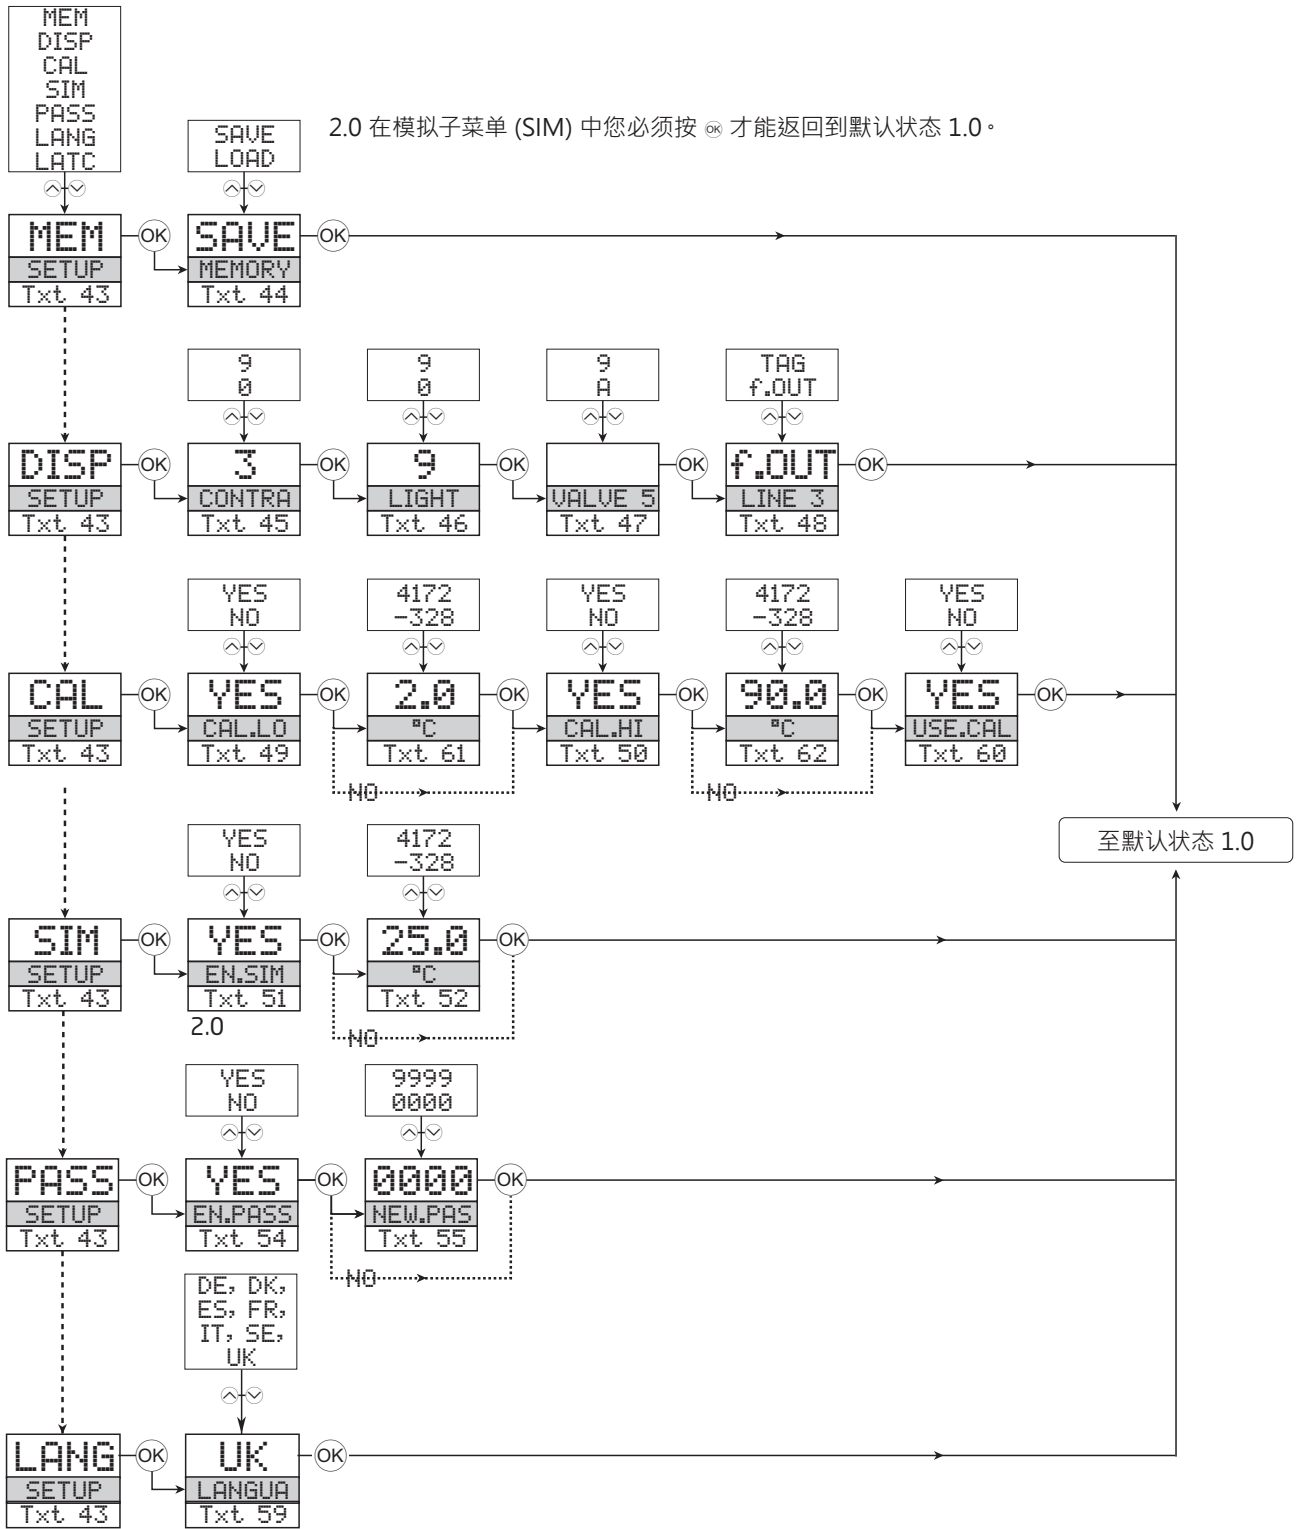 MEM
DISP
CAL
SIM
PASS
LANG
LATC
SAVE
LOAD
2.0 在模拟子菜单 (SIM) 中您必须按 OK 才能返回到默认状态 1.0。
MEM OK SAVE OK
SETUP MEMORY
Txt 43 Txt 44
9 9 9 TAG
0 0 A f.OUT
DISP OK 3 OK 9 OK OK f.OUT OK
SETUP CONTRA LIGHT VALVE 5 LINE 3
Txt 43 Txt 45 Txt 46 Txt 47 Txt 48
YES 4172 YES 4172 YES
NO -328 NO -328 NO
CAL OK YES OK 2.0 OK YES OK 90.0 OK YES OK
SETUP CAL.LO °C CAL.HI °C USE.CAL
Txt 43 Txt 49 Txt 61 Txt 50 Txt 62 Txt 60
NO NO
至默认状态 1.0
YES 4172
NO -328
SIM OK YES OK 25.0 OK
SETUP EN.SIM °C
Txt 43 Txt 51 Txt 52
2.0
NO
YES 9999
NO 0000
PASS OK YES OK 0000 OK
SETUP EN.PASS NEW.PAS
Txt 43 Txt 54 Txt 55
NO
DE, DK,
ES, FR,
IT, SE,
UK
LANG OK UK OK
SETUP LANGUA
Txt 43 Txt 59